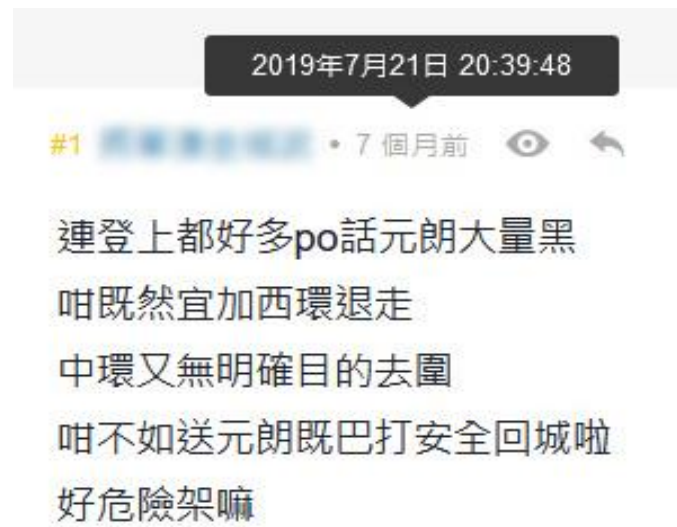 2019年7月21日 20:39:48
#1 • 7 個月前
連登上都好多po話元朗大量黑
咁既然宜加西環退走
中環又無明確目的去圍
咁不如送元朗既巴打安全回城啦
好危險架嘛